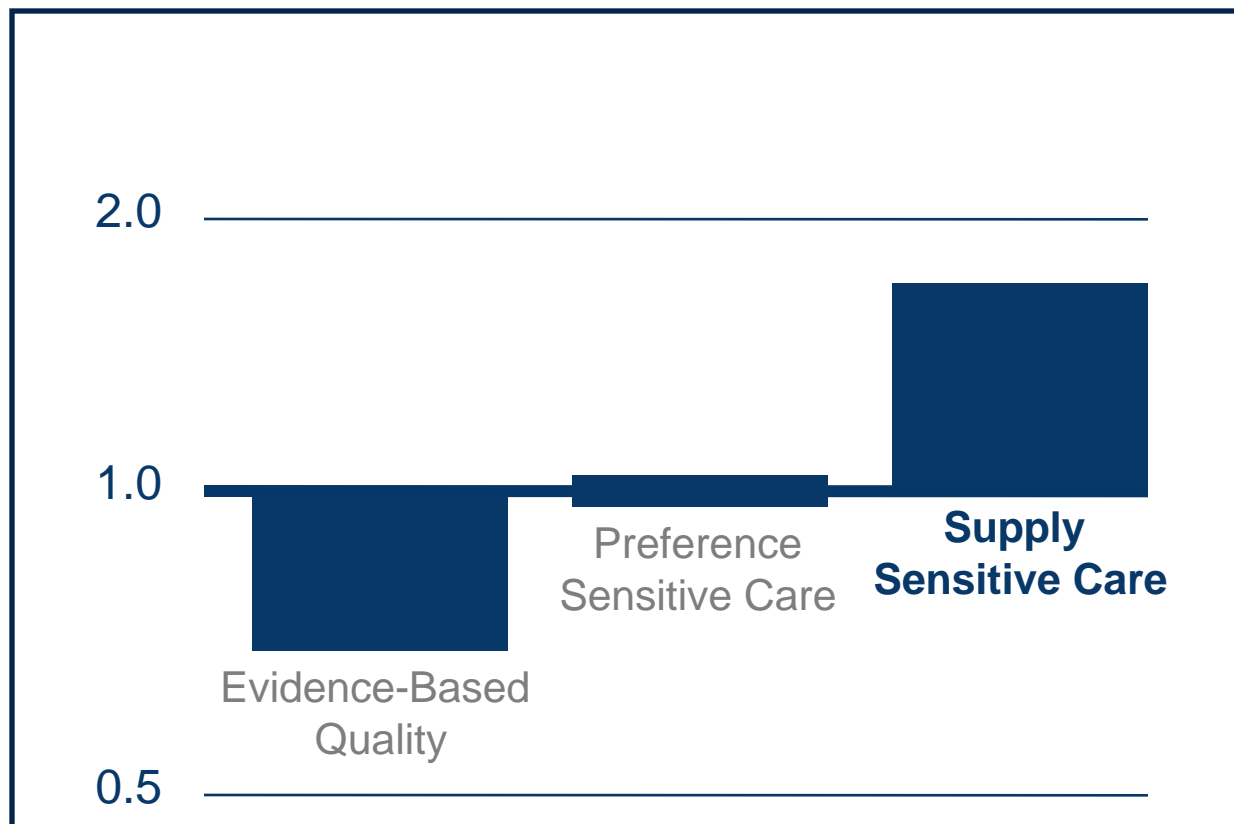 2.0
1.0
Supply
Sensitive Care
Preference
Sensitive Care
Evidence-Based
Quality
0.5